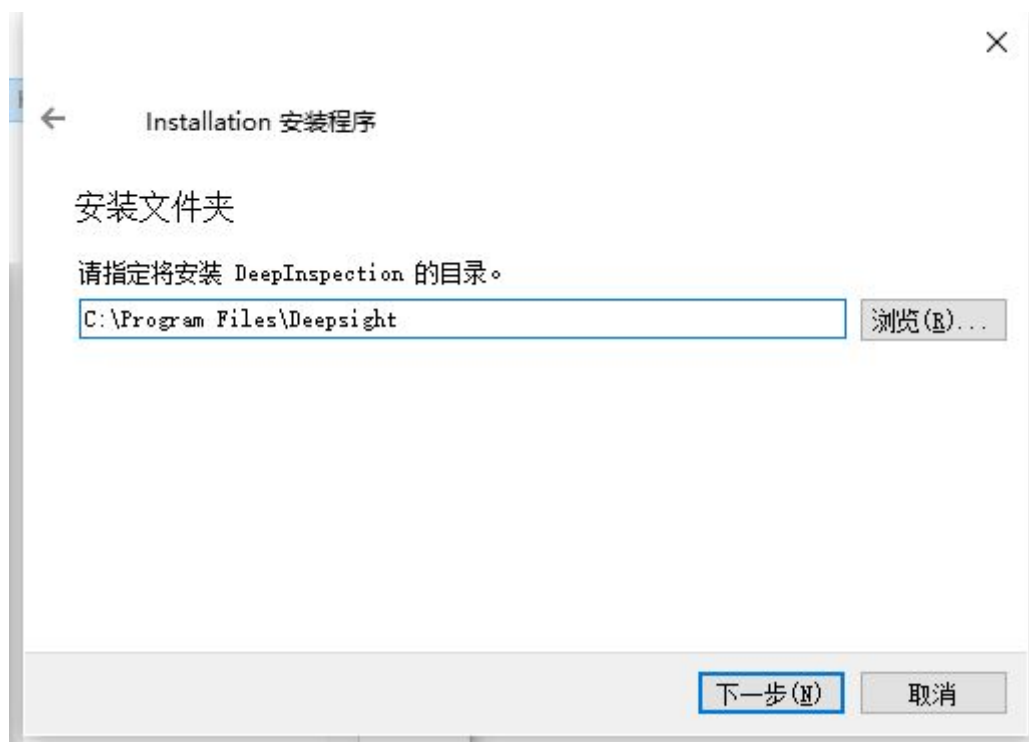 Installation 安装程序
安装文件夹
请指定将安装 DeepInspection 的目录。
C:\Program Files\Deepsight
浏览(R)...
下一步(N)
取消